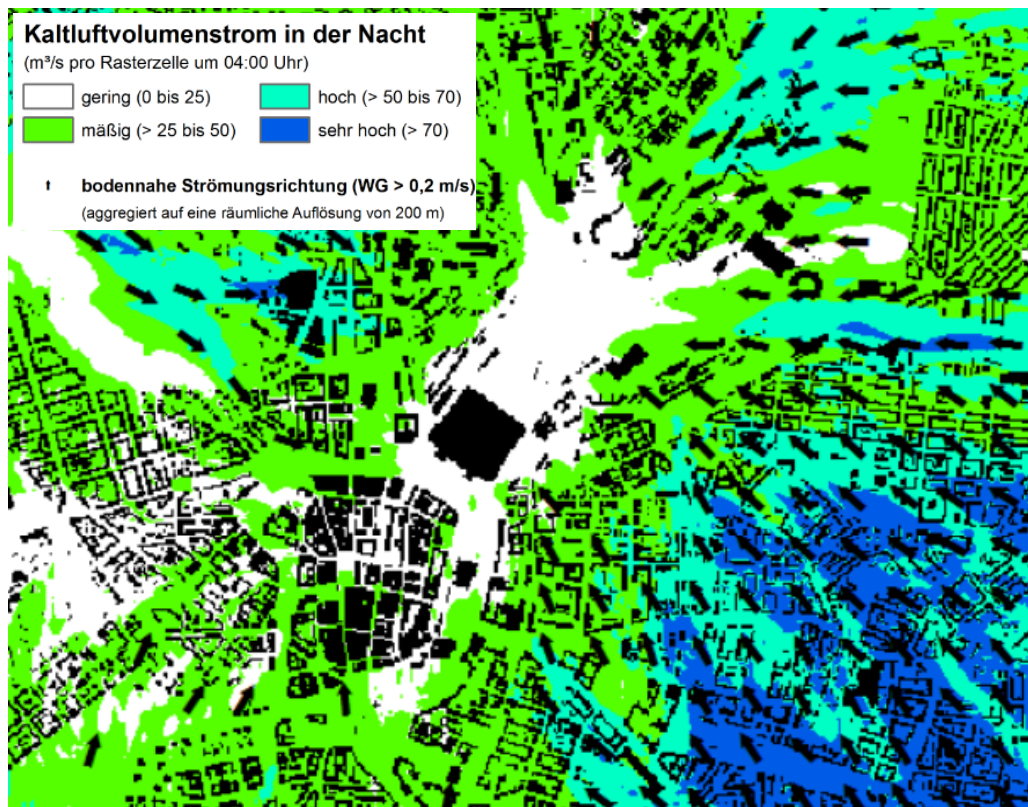 Kaltluftvolumenstrom in der Nacht
(m³/s pro Rasterzelle um 04:00 Uhr)
gering (0 bis 25)
hoch (> 50 bis 70)
mäßig (> 25 bis 50)
sehr hoch (> 70)
bodennahe Strömungsrichtung (WG > 0,2 m/s)
(aggregiert auf eine räumliche Auflösung von 200 m)